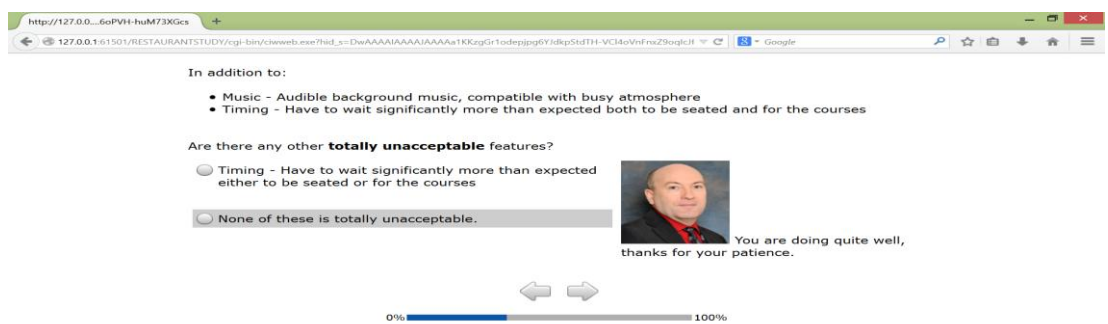 http://127.0.0....6oPVH-huM73XGcs
127.0.0.1:61501/RESTAURANTSTUDY/cgi-bin/ciwweb.exe?hid_s=
Google
In addition to:
• Music - Audible background music, compatible with busy atmosphere
• Timing - Have to wait significantly more than expected both to be seated and for the courses
Are there any other totally unacceptable features?
Timing - Have to wait significantly more than expected
either to be seated or for the courses
None of these is totally unacceptable.
You are doing quite well,
thanks for your patience.
0% 100%